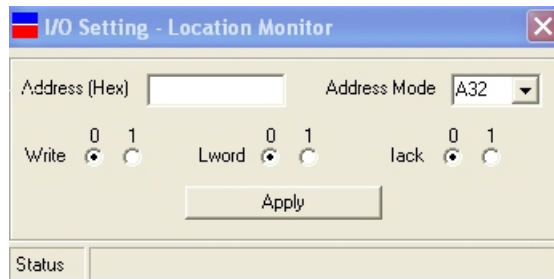 I/O Setting - Location Monitor
Address (Hex) Address Mode A32
0 1 0 1 0 1
Write Lword Iack
Apply
Status